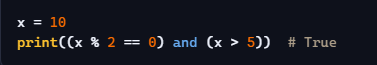 x = 10
print((x % 2 == 0) and (x > 5))  # True